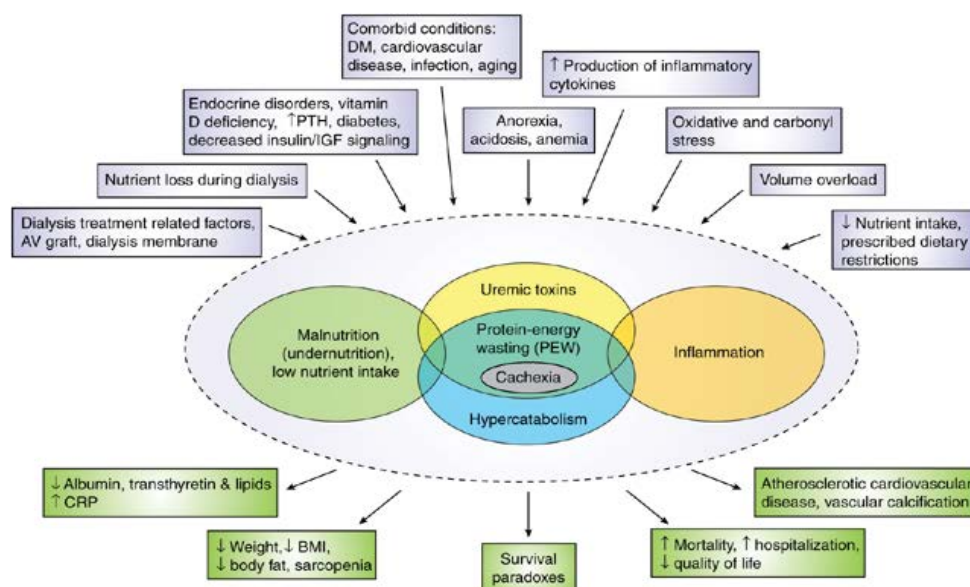 Comorbid conditions:
DM, cardiovascular
disease, infection, aging
↑ Production of inflammatory
cytokines
Endocrine disorders, vitamin
D deficiency, ↑PTH, diabetes,
decreased insulin/IGF signaling
Anorexia,
acidosis, anemia
Oxidative and carbonyl
stress
Nutrient loss during dialysis
Volume overload
Dialysis treatment related factors,
AV graft, dialysis membrane
↓ Nutrient intake,
prescribed dietary
restrictions
Uremic toxins
Malnutrition
(undernutrition),
low nutrient intake
Protein-energy
wasting (PEW)
Inflammation
Cachexia
Hypercatabolism
↓Albumin, transthyretin & lipids
↑ CRP
Atherosclerotic cardiovascular
disease, vascular calcification
↓ Weight, ↓ BMI,
↓ body fat, sarcopenia
Survival
paradoxes
↑ Mortality, ↑ hospitalization,
↓ quality of life